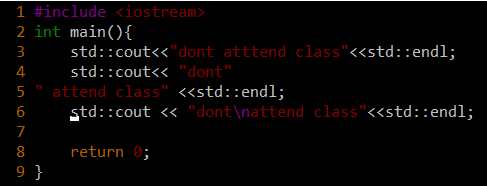 1 #include <iostream>
2 int main(){
3     std::cout<<"dont atttend class"<<std::endl;
4     std::cout<< "dont"
5 " attend class" <<std::endl;
6     std::cout << "dont\nattend class"<<std::endl;
7
8     return 0;
9 }